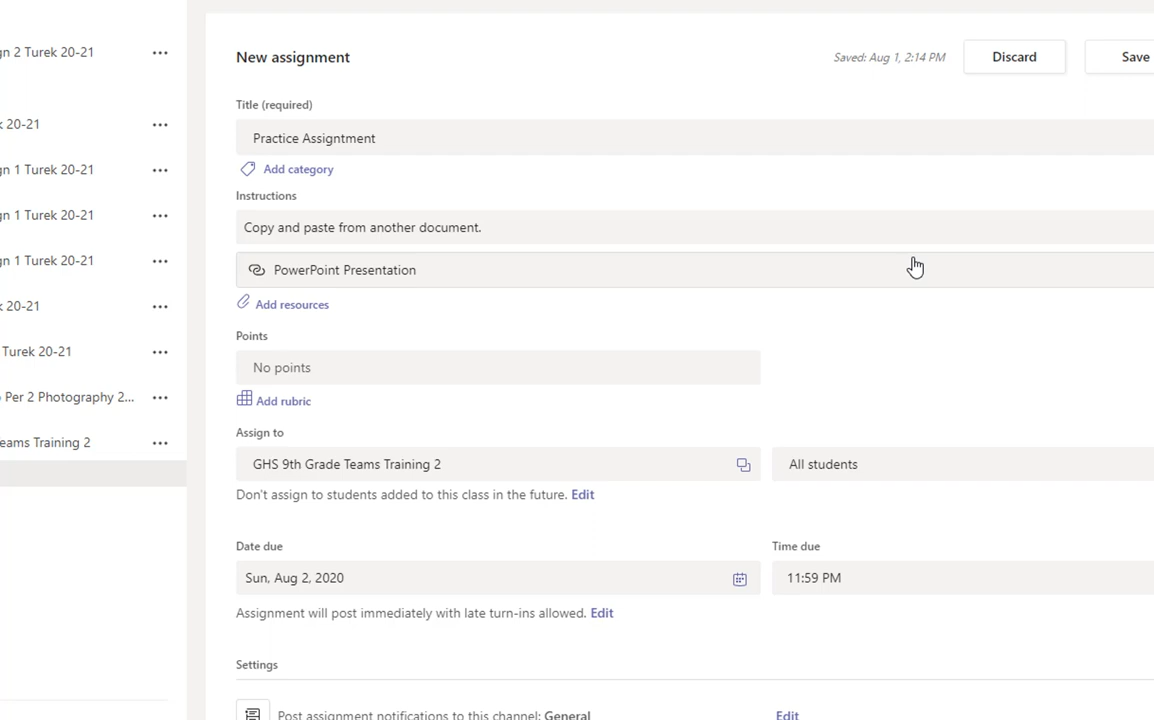 gn 2 Turek 20-21
k 20-21
gn 1 Turek 20-21
gn 1 Turek 20-21
gn 1 Turek 20-21
k 20-21
Turek 20-21
Per 2 Photography 2...
eams Training 2
New assignment
Saved: Aug 1, 2:14 PM
Discard
Save
Title (required)
Practice Assigntment
Add category
Instructions
Copy and paste from another document.
PowerPoint Presentation
Add resources
Points
No points
Add rubric
Assign to
GHS 9th Grade Teams Training 2
All students
Don't assign to students added to this class in the future. Edit
Date due
Time due
Sun, Aug 2, 2020
11:59 PM
Assignment will post immediately with late turn-ins allowed. Edit
Settings
Post assignment notifications to this channel: General
Edit